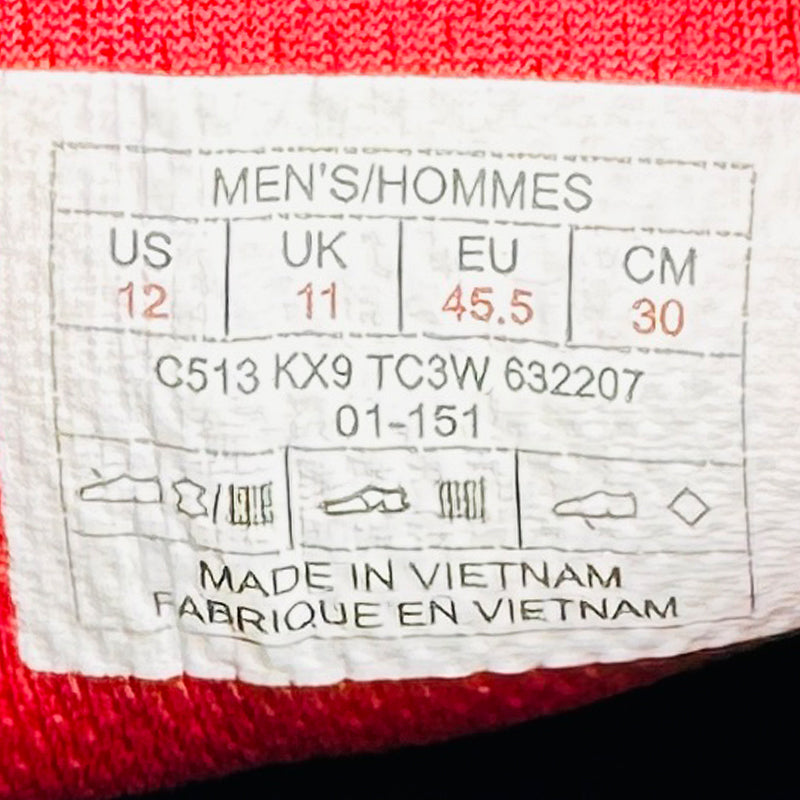 MEN'S/HOMMES
US UK EU CM
12 11 45.5 30
C513 KX9 TC3W 632207
01-151
MADE IN VIETNAM
FABRIQUE EN VIETNAM